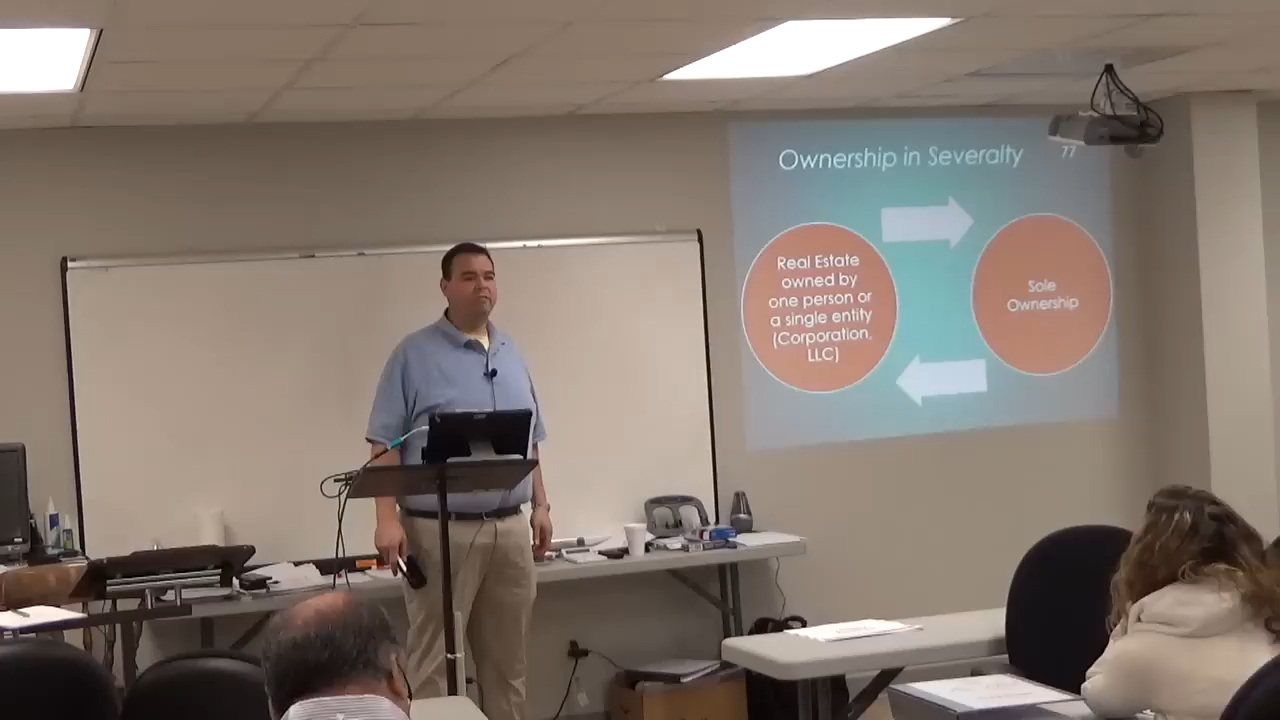 Ownership in Severalty
77
Real Estate
owned by
one person or
a single entity
(Corporation,
LLC)
Sole
Ownership